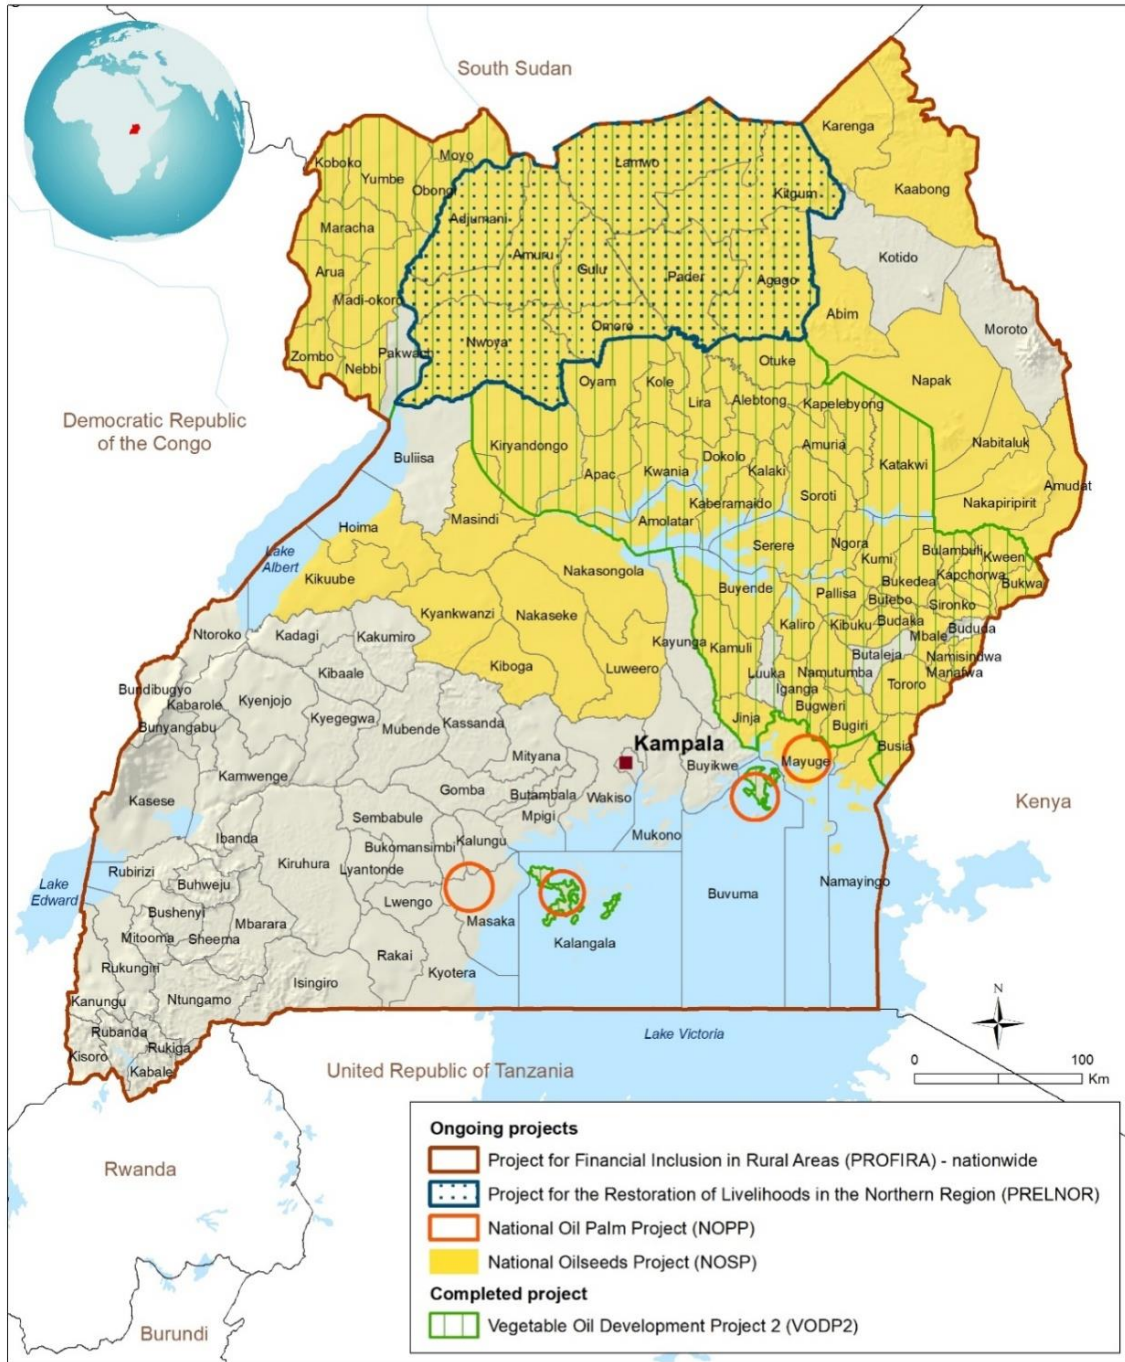 South Sudan
Karenga
Kaabong
Koboko
Moyo
Yumbe
Obongi
Lamwo
Kitgum
Adjumani
Maracha
Kotido
Amuru
Gulu
Pader
Agago
Arua
Madi-okoro
Abim
Moroto
Omoro
Nwoya
Zombo
Nebbi
Pakwach
Otuke
Oyam
Kole
Lira
Alebtong
Kapelebyong
Napak
Democratic Republic
of the Congo
Kiryandongo
Buliisa
Apac
Kwania
Dokolo
Kalaki
Amuria
Katakwi
Nabitaluk
Amudat
Nakapiripirit
Kaberamaido
Soroti
Masindi
Amolatar
Hoima
Lake
Albert
Serere
Ngora
Kumi
Bulambuli
Kween
Kikuube
Nakasongola
Buyende
Pallisa
Bukedea
Kapchorwa
Bukwa
Butebo
Sironko
Kyankwanzi
Nakaseke
Kaliro
Kibuku
Budaka
Mbale
Bududa
Ntoroko
Kadagi
Kakumiro
Kayunga
Kamuli
Butaleja
Namisindwa
Manafwa
Kibaale
Kiboga
Luweero
Luuka
Namutumba
Tororo
Bundibugyo
Kabarole
Kyenjojo
Iganga
Bugweri
Bunyangabu
Kyegegwa
Mubende
Kassanda
Jinja
Bugiri
Busia
Kampala
Mityana
Buyikwe
Mayuge
Kamwenge
Kasese
Gomba
Butambala
Wakiso
Mpigi
Kenya
Sembabule
Mukono
Ibanda
Bukomansimbi
Kalungu
Kiruhura
Lyantonde
Rubirizi
Buhweju
Lake
Edward
Lwengo
Buvuma
Namayingo
Bushenyi
Mbarara
Masaka
Mitooma
Sheema
Kalangala
Rukungiri
Rakai
Kyotera
Isingiro
Kanungu
Ntungamo
Rubanda
Rukiga
Kisoro
Kabale
N
Lake Victoria
0 100
Km
United Republic of Tanzania
Rwanda
Burundi
Ongoing projects
Project for Financial Inclusion in Rural Areas (PROFIRA) - nationwide
Project for the Restoration of Livelihoods in the Northern Region (PRELNOR)
National Oil Palm Project (NOPP)
National Oilseeds Project (NOSP)
Completed project
Vegetable Oil Development Project 2 (VODP2)